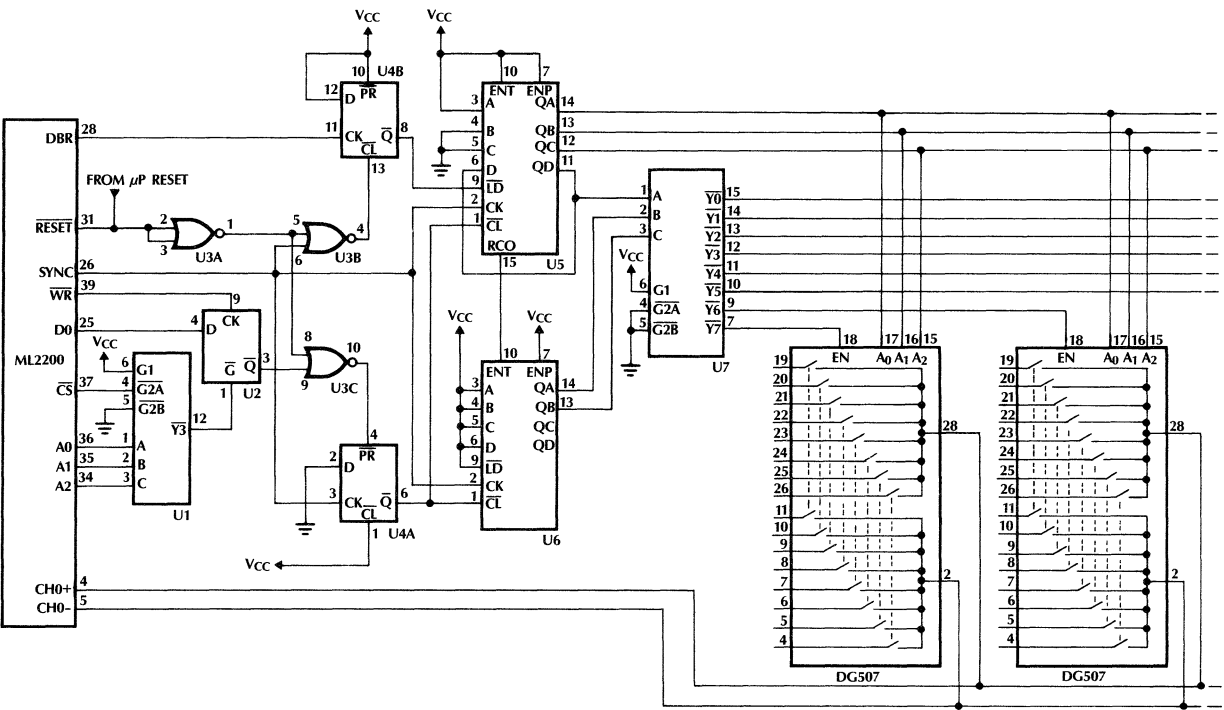 VCC
VCC
10
U4B
PR
12
D
11
CK
Q
8
CL
13
10
7
ENT
ENP
3
A
QA
14
4
B
QB
13
5
C
QC
12
6
D
QD
11
9
LD
2
CK
1
CL
RCO
15
U5
DBR
28
FROM µP RESET
RESET
31
2
3
1
U3A
5
6
4
U3B
SYNC
26
WR
39
D0
25
ML2200
CS
37
A0
36
A1
35
A2
34
CH0+
4
CH0-
5
VCC
6
G1
4
G2A
5
G2B
1
A
2
B
3
C
Y3
12
U1
9
CK
4
D
G
Q
3
1
U2
8
9
10
U3C
4
PR
2
D
3
CK
Q
6
CL
1
U4A
VCC
VCC
VCC
10
7
ENT
ENP
3
A
QA
14
4
B
QB
13
5
C
QC
6
D
QD
9
LD
2
CK
1
CL
U6
1
A
2
B
3
C
VCC
6
G1
4
G2A
5
G2B
Y0
15
Y1
14
Y2
13
Y3
12
Y4
11
Y5
10
Y6
9
Y7
7
U7
18
17
16
15
EN
A0
A1
A2
19
20
21
22
23
24
25
26
11
10
9
8
7
6
5
4
28
2
DG507
18
17
16
15
EN
A0
A1
A2
19
20
21
22
23
24
25
26
11
10
9
8
7
6
5
4
28
2
DG507